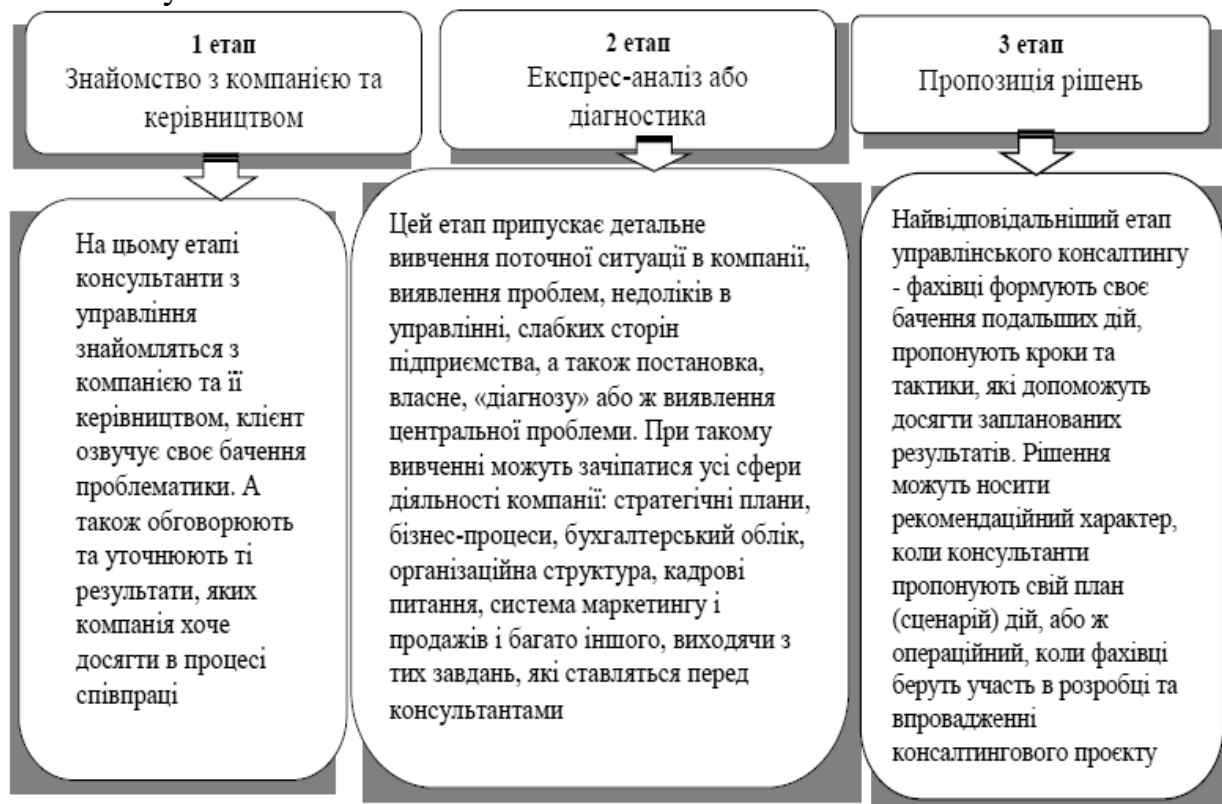 1 етап
Знайомство з компанією та
керівництвом
2 етап
Експрес-аналіз або
діагностика
3 етап
Пропозиція рішень
На цьому етапі
консультанти з
управління
знайомляться з
компанією та її
керівництвом, клієнт
озвучує своє бачення
проблематики. А
також обговорюють
та уточнюють ті
результати, яких
компанія хоче
досягти в процесі
співпраці
Цей етап припускає детальне
вивчення поточної ситуації в компанії,
виявлення проблем, недоліків в
управлінні, слабких сторін
підприємства, а також постановка,
власне, «діагнозу» або ж виявлення
центральної проблеми. При такому
вивченні можуть зачіпатися усі сфери
діяльності компанії: стратегічні плани,
бізнес-процеси, бухгалтерський облік,
організаційна структура, кадрові
питання, система маркетингу і
продажів і багато іншого, виходячи з
тих завдань, які ставляться перед
консультантами
Найвідповідальніший етап
управлінського консалтингу
- фахівці формують своє
бачення подальших дій,
пропонують кроки та
тактики, які допоможуть
досягти запланованих
результатів. Рішення
можуть носити
рекомендаційний характер,
коли консультанти
пропонують свій план
(сценарій) дій, або ж
операційний, коли фахівці
беруть участь в розробці та
впровадженні
консалтингового проєкту